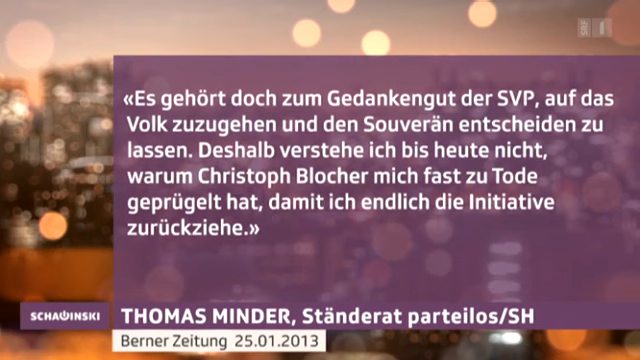 SRF 1
«Es gehört doch zum Gedankengut der SVP, auf das
Volk zuzugehen und den Souverän entscheiden zu
lassen. Deshalb verstehe ich bis heute nicht,
warum Christoph Blocher mich fast zu Tode
geprügelt hat, damit ich endlich die Initiative
zurückziehe.»
SCHAWINSKI
THOMAS MINDER, Ständerat parteilos/SH
Berner Zeitung 25.01.2013